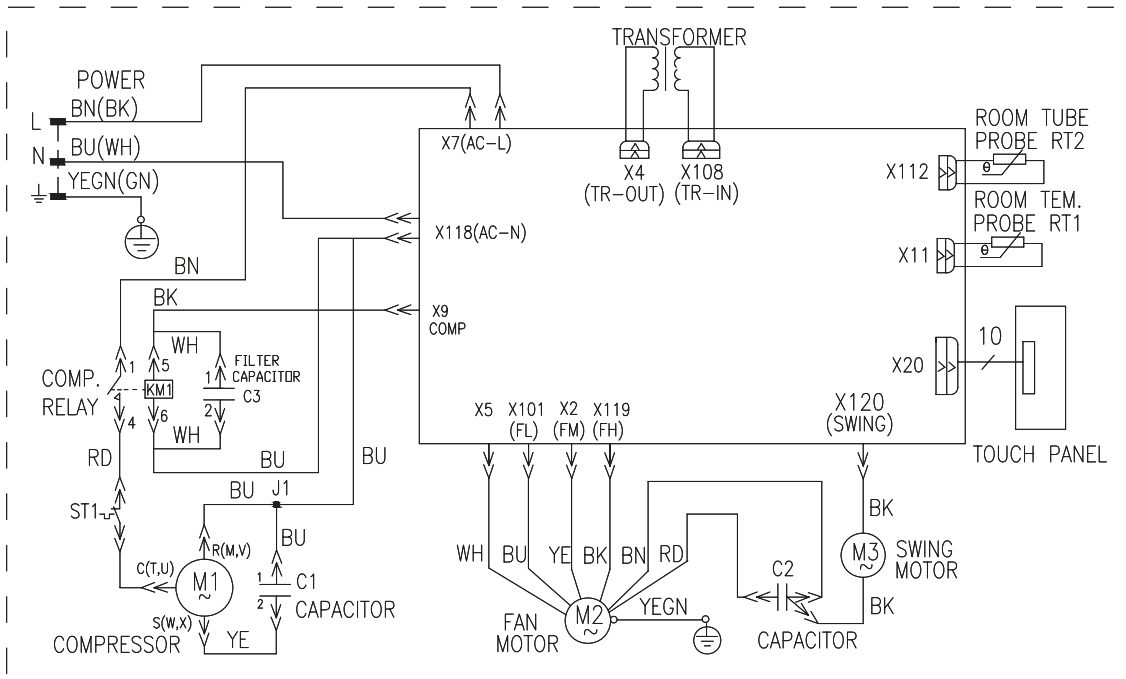 TRANSFORMER
POWER
L
BN(BK)
N
BU(WH)
YEGN(GN)
X7(AC-L)
X4
(TR-OUT)
X108
(TR-IN)
ROOM TUBE
PROBE RT2
X112
θ
ROOM TEM.
PROBE RT1
X11
θ
X118(AC-N)
BN
BK
X9
COMP
WH
1
5
FILTER
CAPACITOR
1
C3
COMP.
RELAY
KM1
2
4
6
WH
X20
10
TOUCH PANEL
X5
X101
(FL)
X2
(FM)
X119
(FH)
X120
(SWING)
RD
BU
BU
BU
J1
ST1
BU
R(M,V)
C(T,U)
M1
~
1
C1
2
CAPACITOR
S(W,X)
YE
COMPRESSOR
WH
BU
YE
BK
BN
RD
BK
M3
~
SWING
MOTOR
C2
BK
YEGN
M2
~
FAN
MOTOR
CAPACITOR